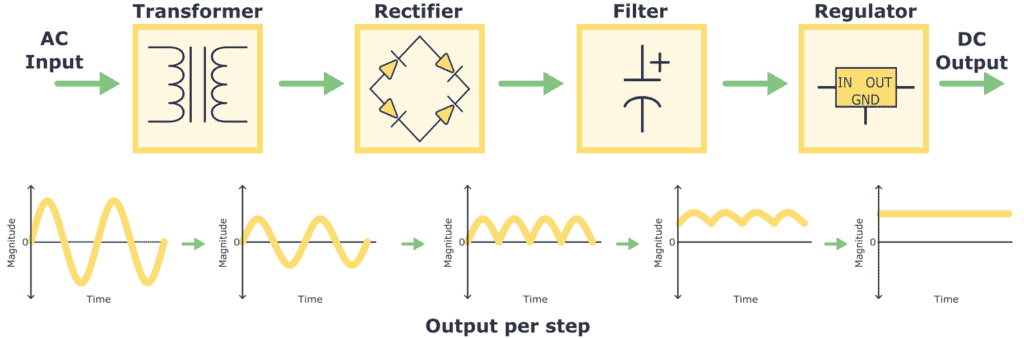 Transformer
Rectifier
Filter
Regulator
AC
Input
DC
Output
IN OUT
GND
+
Magnitude
0
Time
Magnitude
0
Time
Magnitude
0
Time
Magnitude
0
Time
Magnitude
0
Time
Output per step